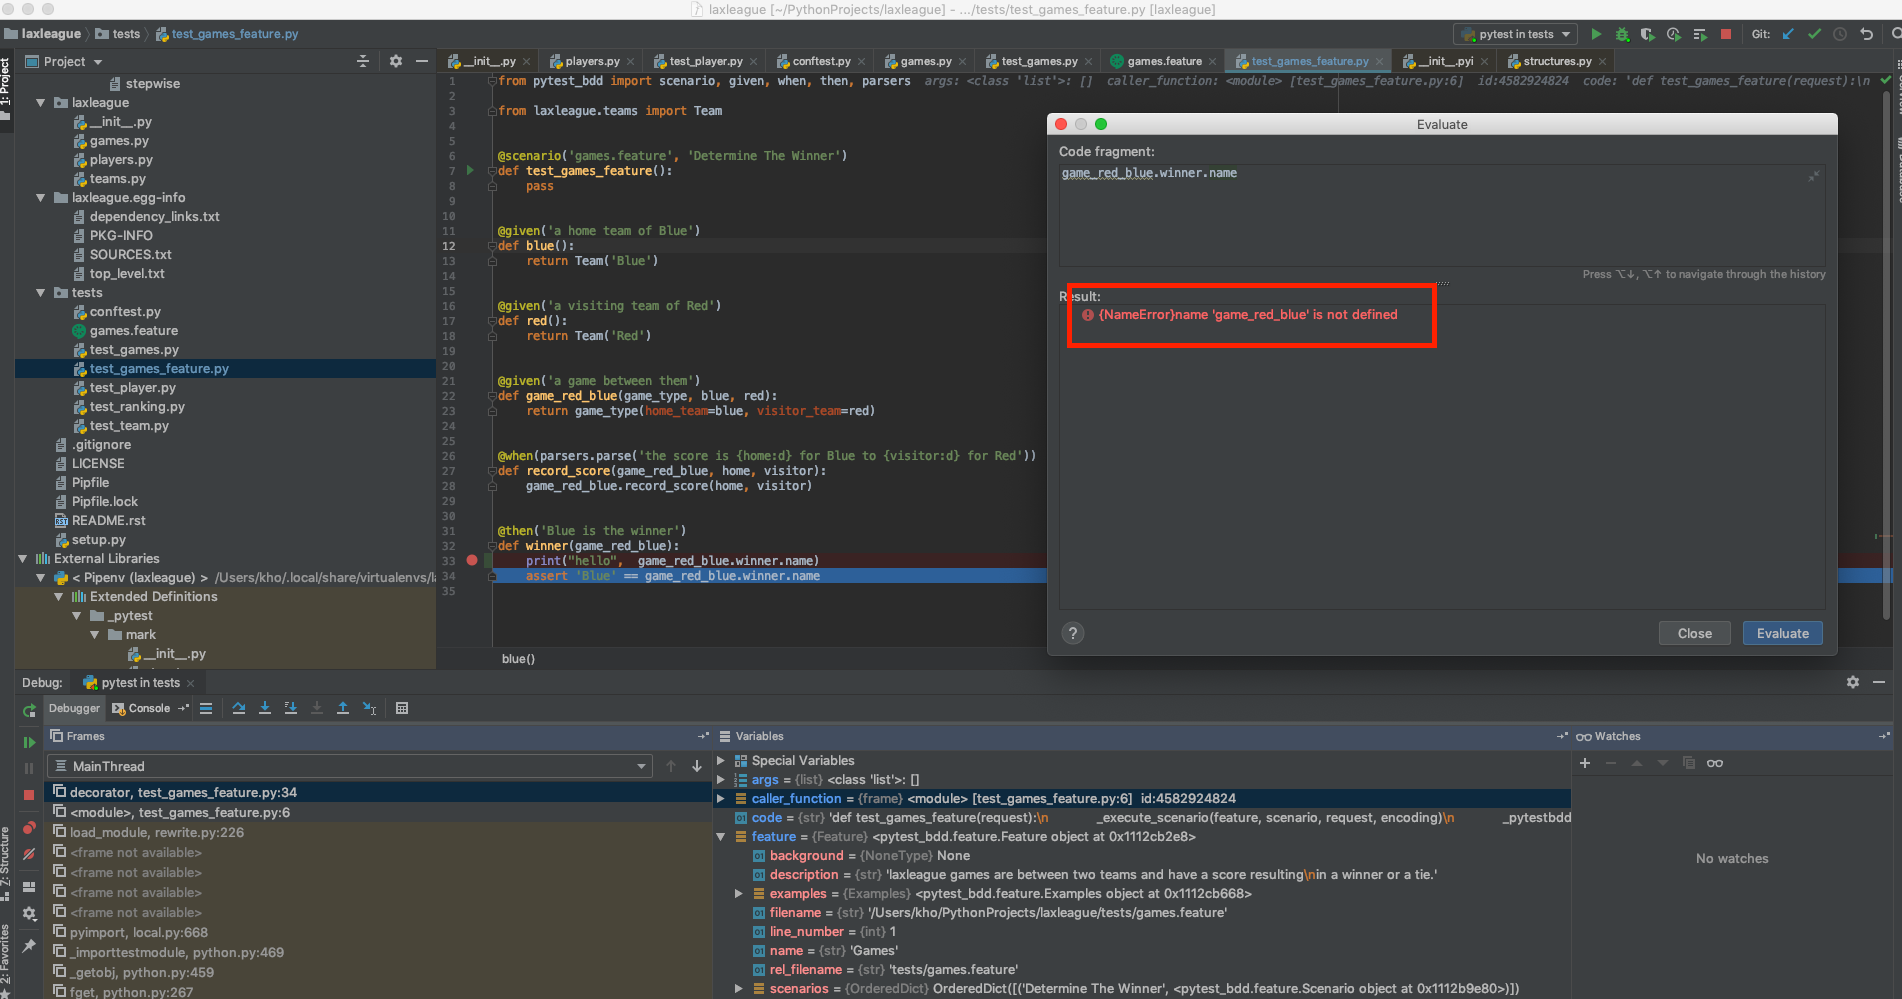 laxleague [~/PythonProjects/laxleague] - .../tests/test_games_feature.py [laxleague]
laxleague tests test_games_feature.py
pytest in tests Git:
1: Project
Project
stepwise
laxleague
__init__.py
games.py
players.py
teams.py
laxleague.egg-info
dependency_links.txt
PKG-INFO
SOURCES.txt
top_level.txt
tests
conftest.py
games.feature
test_games.py
test_games_feature.py
test_player.py
test_ranking.py
test_team.py
.gitignore
LICENSE
Pipfile
Pipfile.lock
README.rst
setup.py
External Libraries
< Pipenv (laxleague) > /Users/kho/.local/share/virtualenvs/l
Extended Definitions
_pytest
mark
__init__.py
__init__.py players.py test_player.py conftest.py games.py test_games.py games.feature test_games_feature.py __init__.pyi structures.py
1 from pytest_bdd import scenario, given, when, then, parsers args: <class 'list'>: [] caller_function: <module> [test_games_feature.py:6] id:4582924824 code: 'def test_games_feature(request):\n
2
3 from laxleague.teams import Team
4
5
6 @scenario('games.feature', 'Determine The Winner')
7 def test_games_feature():
8 pass
9
10
11 @given('a home team of Blue')
12 def blue():
13 return Team('Blue')
14
15
16 @given('a visiting team of Red')
17 def red():
18 return Team('Red')
19
20
21 @given('a game between them')
22 def game_red_blue(game_type, blue, red):
23 return game_type(home_team=blue, visitor_team=red)
24
25
26 @when(parsers.parse('the score is {home:d} for Blue to {visitor:d} for Red'))
27 def record_score(game_red_blue, home, visitor):
28 game_red_blue.record_score(home, visitor)
29
30
31 @then('Blue is the winner')
32 def winner(game_red_blue):
33 print("hello", game_red_blue.winner.name)
34 assert 'Blue' == game_red_blue.winner.name
35
blue()
Evaluate
Code fragment:
game_red_blue.winner.name
Press ⌥↓, ⌥↑ to navigate through the history
Result:
{NameError}name 'game_red_blue' is not defined
?
Close Evaluate
Debug: pytest in tests
Debugger Console
Frames
MainThread
decorator, test_games_feature.py:34
<module>, test_games_feature.py:6
load_module, rewrite.py:226
<frame not available>
<frame not available>
<frame not available>
<frame not available>
pyimport, local.py:668
_importtestmodule, python.py:469
_getobj, python.py:459
fget, python.py:267
Variables
Special Variables
args = {list} <class 'list'>: []
caller_function = {frame} <module> [test_games_feature.py:6] id:4582924824
code = {str} 'def test_games_feature(request):\n _execute_scenario(feature, scenario, request, encoding)\n _pytestbdd
feature = {Feature} <pytest_bdd.feature.Feature object at 0x1112cb2e8>
background = {NoneType} None
description = {str} 'laxleague games are between two teams and have a score resulting\nin a winner or a tie.'
examples = {Examples} <pytest_bdd.feature.Examples object at 0x1112cb668>
filename = {str} '/Users/kho/PythonProjects/laxleague/tests/games.feature'
line_number = {int} 1
name = {str} 'Games'
rel_filename = {str} 'tests/games.feature'
scenarios = {OrderedDict} OrderedDict([('Determine The Winner', <pytest_bdd.feature.Scenario object at 0x1112b9e80>)])
Watches
No watches
7: Structure
2: Favorites